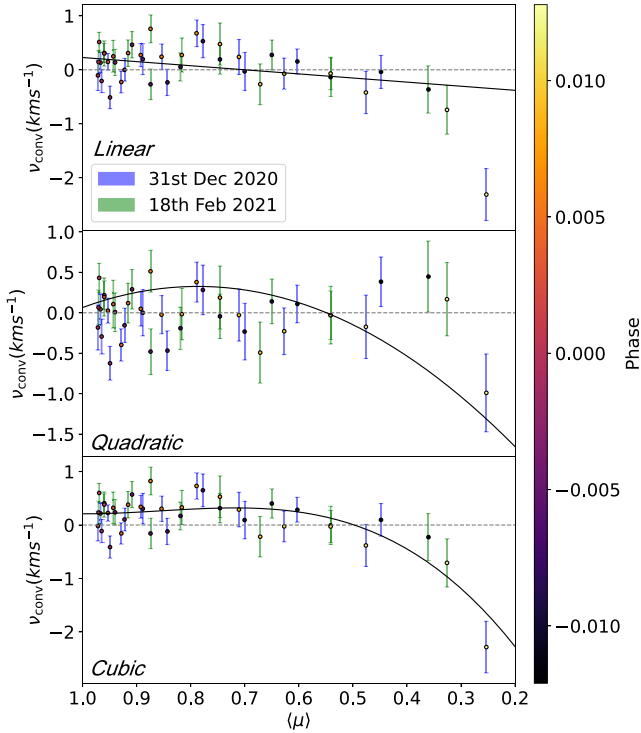 1
0
−1
−2
ν_conv(kms⁻¹)
Linear
31st Dec 2020
18th Feb 2021
1.0
0.5
0.0
−0.5
−1.0
−1.5
ν_conv(kms⁻¹)
Quadratic
1
0
−1
−2
ν_conv(kms⁻¹)
Cubic
1.0 0.9 0.8 0.7 0.6 0.5 0.4 0.3 0.2
⟨μ⟩
0.010
0.005
0.000
−0.005
−0.010
Phase